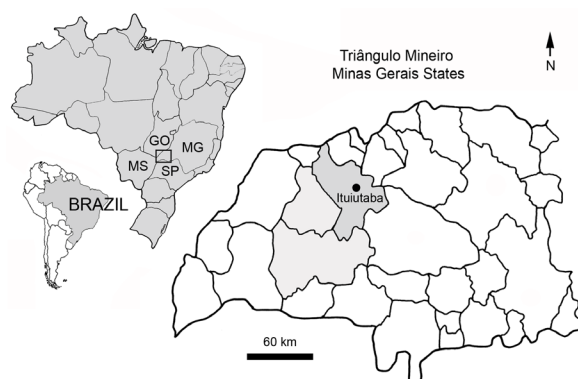 Triângulo Mineiro
Minas Gerais States
N
GO
MG
MS
SP
BRAZIL
Ituiutaba
60 km